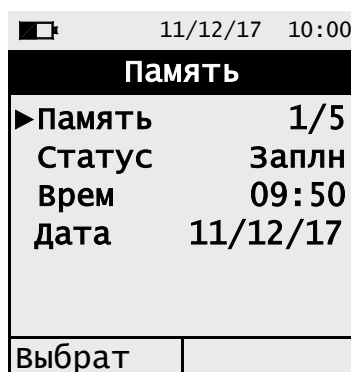 11/12/17 10:00
Память
▶Память 1/5
Статус Заплн
Врем 09:50
Дата 11/12/17
Выбрат